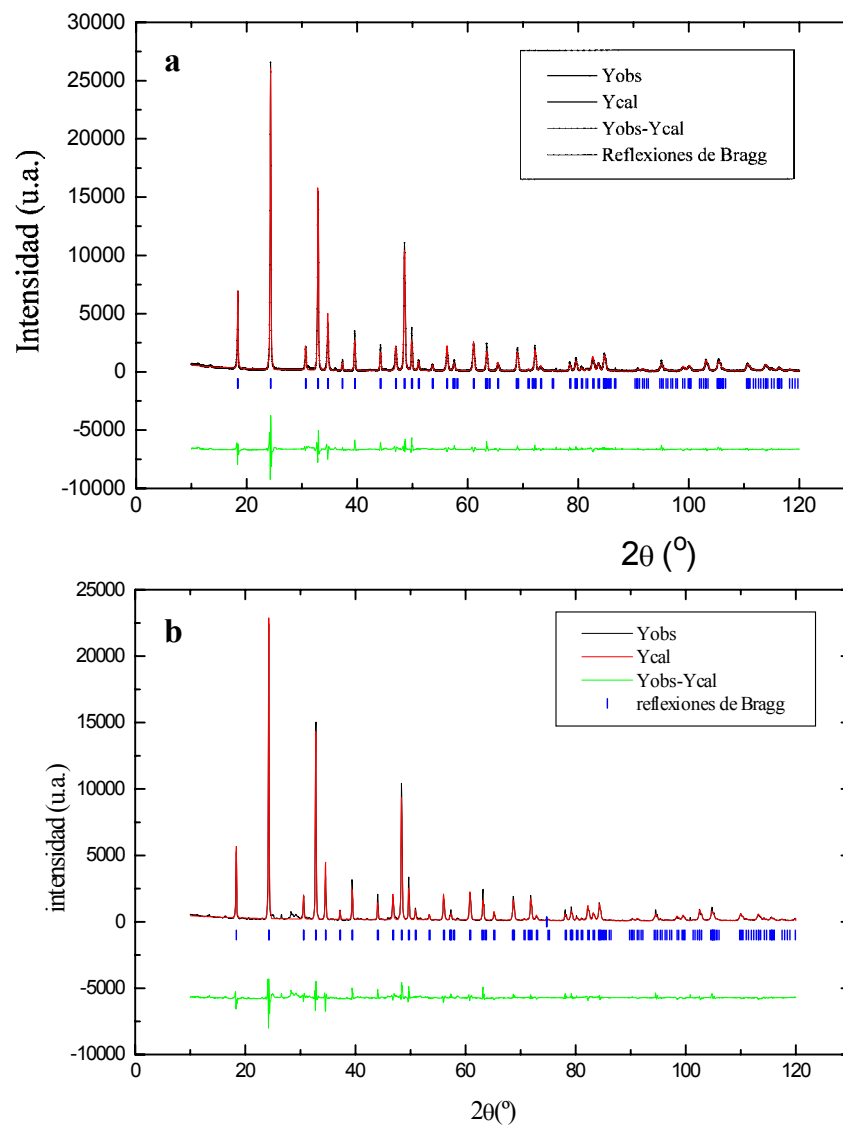 a
30000
25000
20000
15000
10000
5000
0
-5000
-10000
Intensidad (u.a.)
Yobs
Ycal
Yobs-Ycal
Reflexiones de Bragg
0 20 40 60 80 100 120
2θ (º)
b
25000
20000
15000
10000
5000
0
-5000
-10000
intensidad (u.a.)
Yobs
Ycal
Yobs-Ycal
reflexiones de Bragg
0 20 40 60 80 100 120
2θ(º)